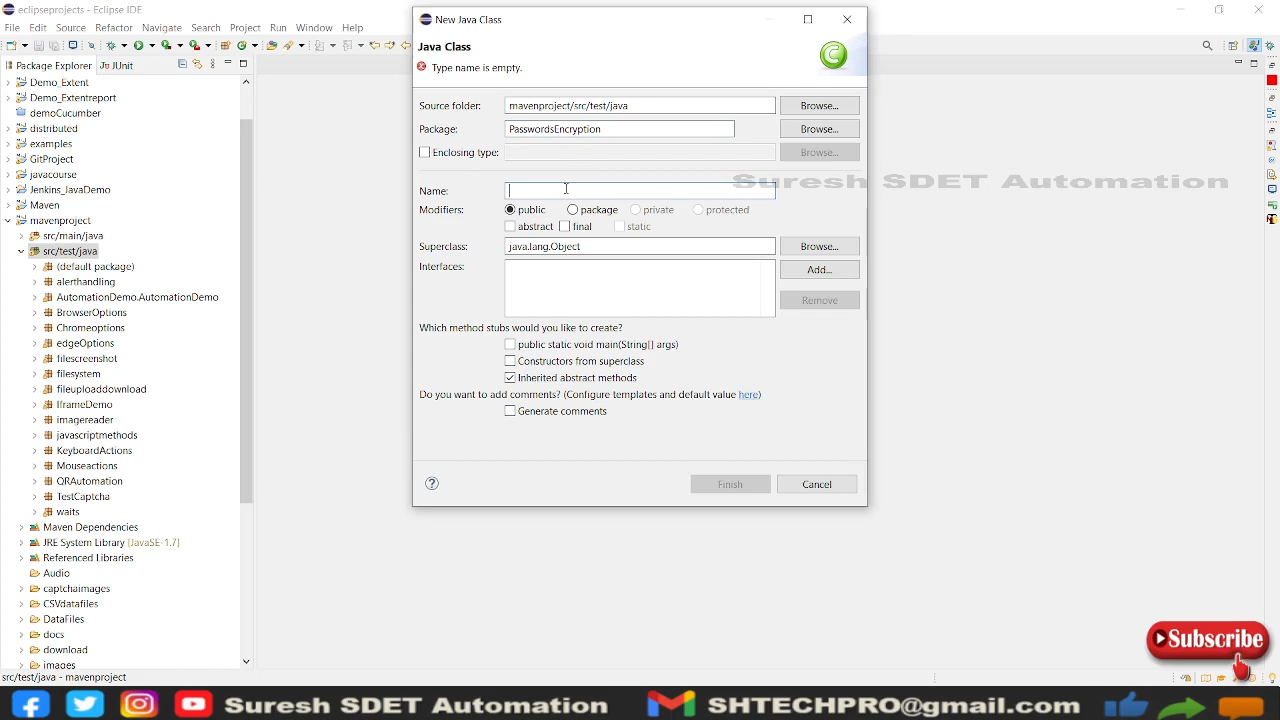 eclipseprojects - Eclipse IDE
File Edit Source Refactor Navigate Search Project Run Window Help
Package Explorer
JUnit
Demo_Extent
Demo_Extentreport
demoCucumber
distributed
examples
GitProject
javacourse
Jenkins_JavaDemo
Maven
mavenproject
src/main/java
src/test/java
(default package)
alerthandling
AutomationDemo.AutomationDemo
BrowserOptions
Chromeoptions
edgeOptions
filescreenshot
filesystem
fileuploaddownload
IframeDemo
imagereader
javascriptmethods
KeyboardActions
Mouseactions
QRAutomation
TestCaptcha
waits
Maven Dependencies
JRE System Library [JavaSE-1.7]
Referenced Libraries
Audio
captchaimages
CSVdatafiles
DataFiles
docs
download
images
src/test/java - mavenproject
New Java Class
Java Class
Type name is empty.
Source folder: mavenproject/src/test/java Browse...
Package: PasswordsEncryption Browse...
Enclosing type: Browse...
Name:
Modifiers: public package private protected
abstract final static
Superclass: java.lang.Object Browse...
Interfaces: Add...
Remove
Which method stubs would you like to create?
public static void main(String[] args)
Constructors from superclass
Inherited abstract methods
Do you want to add comments? (Configure templates and default value here)
Generate comments
? Finish Cancel
Suresh SDET Automation
Subscribe
Suresh SDET Automation
SHTECHPRO@gmail.com